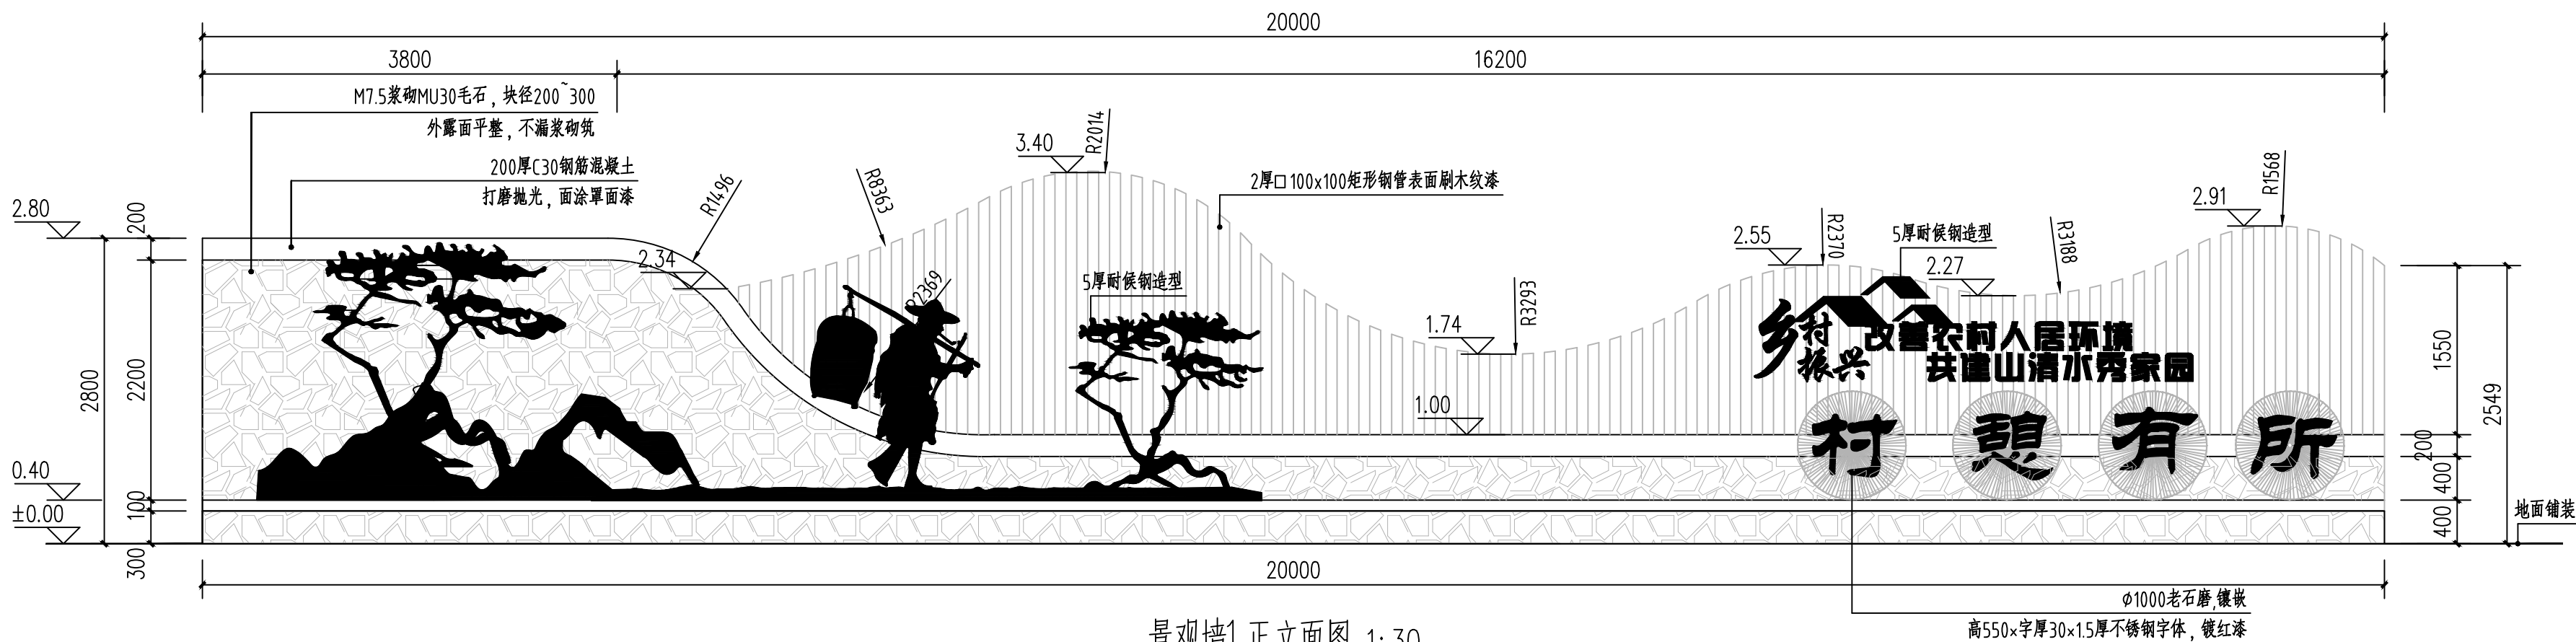 20000
3800
16200
M7.5浆砌MU30毛石，块径200~300
外露面平整，不漏浆砌筑
200厚C30钢筋混凝土
打磨抛光，面涂罩面漆
R1496
R8363
3.40
R2014
2厚口100x100矩形钢管表面刷木纹漆
2.91
R1568
2.80
200
2.34
R2369
5厚耐候钢造型
2.55
R2370
5厚耐候钢造型
2.27
R3188
1.74
R3293
1.00
乡村振兴
改善农村人居环境
共建山清水秀家园
村憩有所
2800
2200
1550
2549
200
400
400
0.40
±0.00
100
300
地面铺装
20000
ϕ1000老石磨,镶嵌
高550×字厚30×1.5厚不锈钢字体，镀红漆
景观墙1 正立面图 1:30